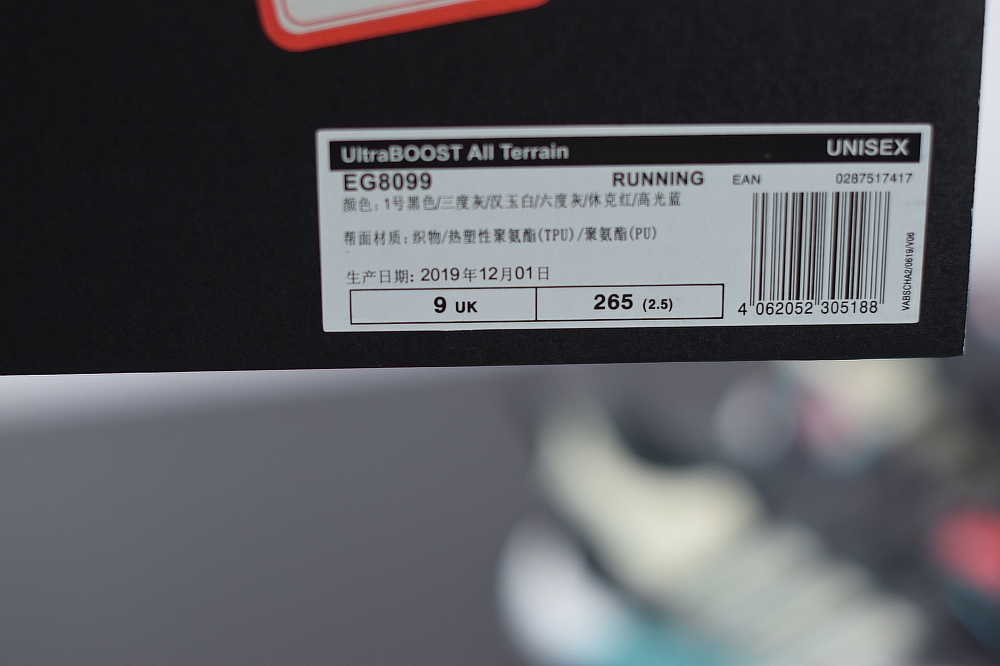 UltraBOOST All Terrain UNISEX
EG8099 RUNNING EAN 0287517417
颜色: 1号黑色/三度灰/汉玉白/六度灰/休克红/高光蓝
帮面材质: 织物/热塑性聚氨酯(TPU)/聚氨酯(PU)
生产日期: 2019年12月01日
9 UK 265 (2.5)
4 062052 305188
VABSCHA2/0619/V06